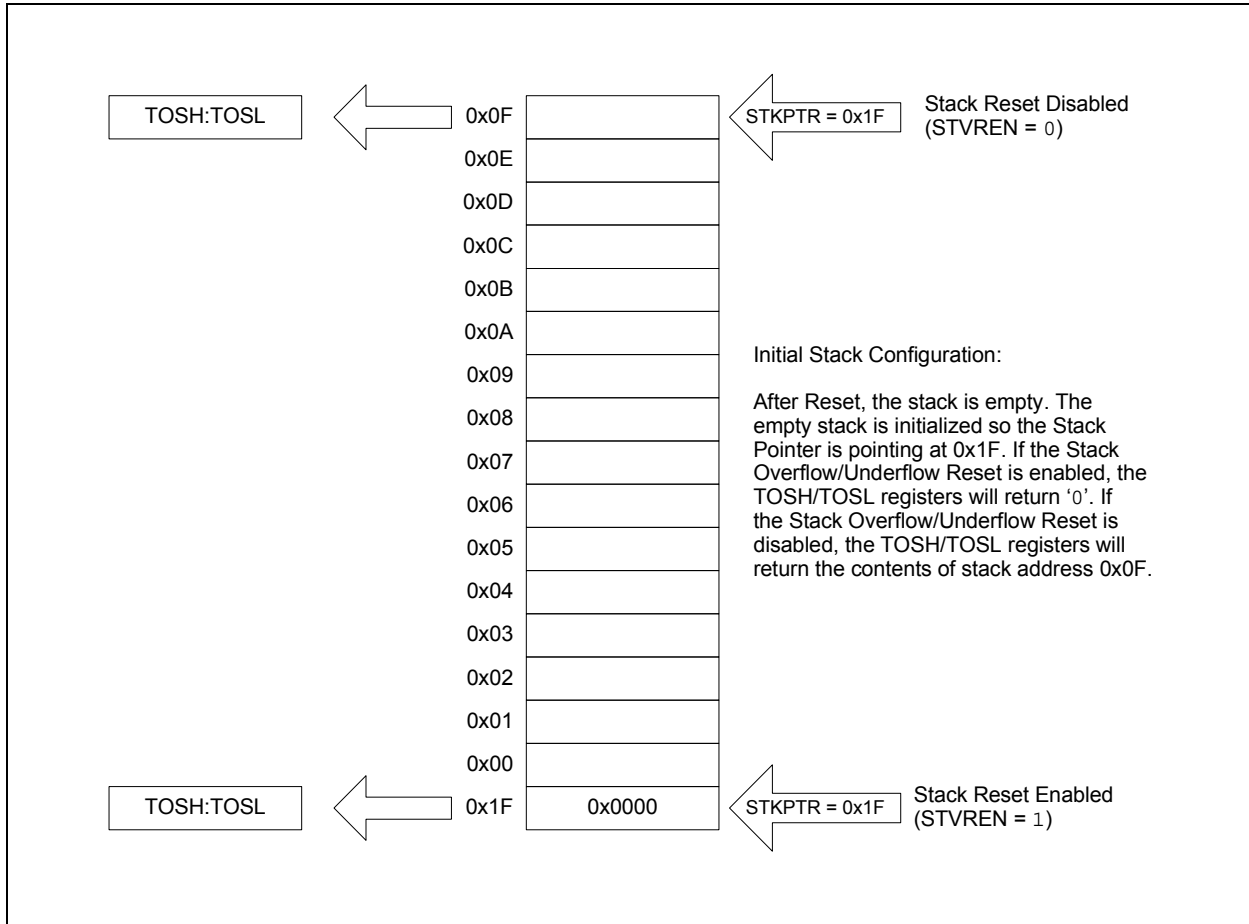 TOSH:TOSL
0x0F
STKPTR = 0x1F
Stack Reset Disabled
(STVREN = 0)
0x0E
0x0D
0x0C
0x0B
0x0A
0x09
0x08
0x07
0x06
0x05
0x04
0x03
0x02
0x01
0x00
Initial Stack Configuration:
After Reset, the stack is empty. The
empty stack is initialized so the Stack
Pointer is pointing at 0x1F. If the Stack
Overflow/Underflow Reset is enabled, the
TOSH/TOSL registers will return ‘0’. If
the Stack Overflow/Underflow Reset is
disabled, the TOSH/TOSL registers will
return the contents of stack address 0x0F.
TOSH:TOSL
0x1F
0x0000
STKPTR = 0x1F
Stack Reset Enabled
(STVREN = 1)